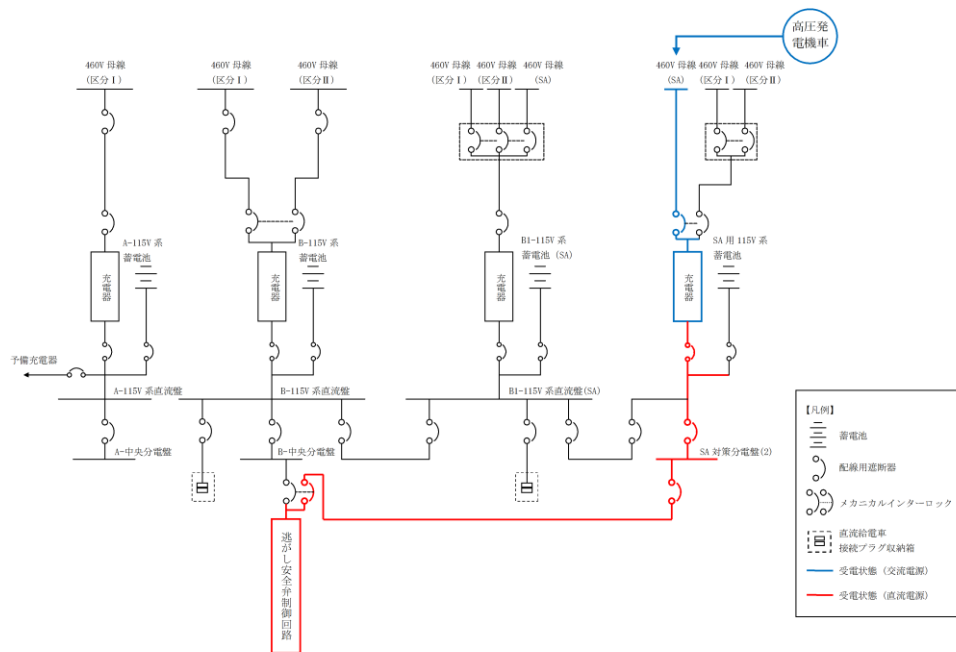 高圧発
電機車
460V 母線
(区分Ⅰ)
460V 母線
(区分Ⅰ)
460V 母線
(区分Ⅱ)
460V 母線
(区分Ⅰ)
460V 母線
(区分Ⅱ)
460V 母線
(SA)
460V 母線
(SA)
460V 母線
(区分Ⅰ)
460V 母線
(区分Ⅱ)
A-115V 系
蓄電池
充電器
B-115V 系
蓄電池
充電器
B1-115V 系
蓄電池 (SA)
充電器
SA 用 115V 系
蓄電池
充電器
予備充電器
A-115V 系直流盤
B-115V 系直流盤
B1-115V 系直流盤(SA)
A-中央分電盤
B-中央分電盤
SA 対策分電盤(2)
逃がし安全弁制御回路
【凡例】
蓄電池
配線用遮断器
メカニカルインターロック
直流給電車
接続プラグ収納箱
受電状態 (交流電源)
受電状態 (直流電源)